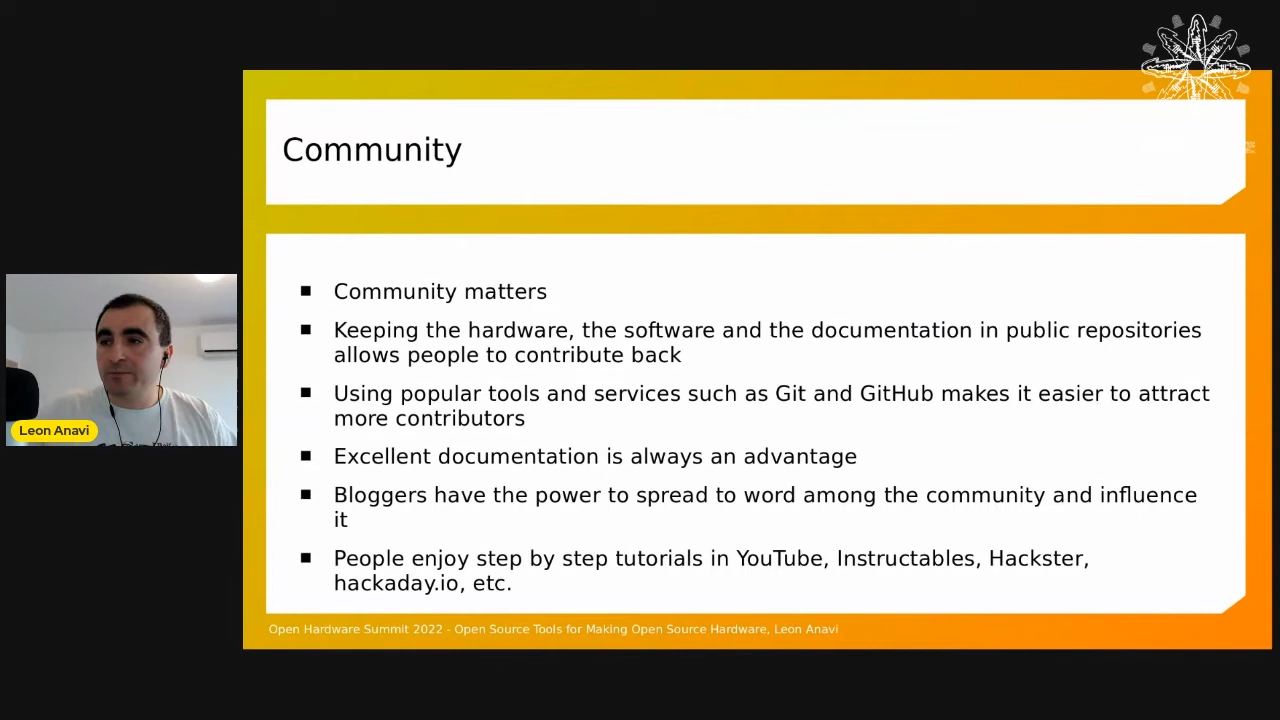 Community
■ Community matters
■ Keeping the hardware, the software and the documentation in public repositories
allows people to contribute back
■ Using popular tools and services such as Git and GitHub makes it easier to attract
more contributors
■ Excellent documentation is always an advantage
■ Bloggers have the power to spread to word among the community and influence
it
■ People enjoy step by step tutorials in YouTube, Instructables, Hackster,
hackaday.io, etc.
Open Hardware Summit 2022 - Open Source Tools for Making Open Source Hardware, Leon Anavi
Leon Anavi